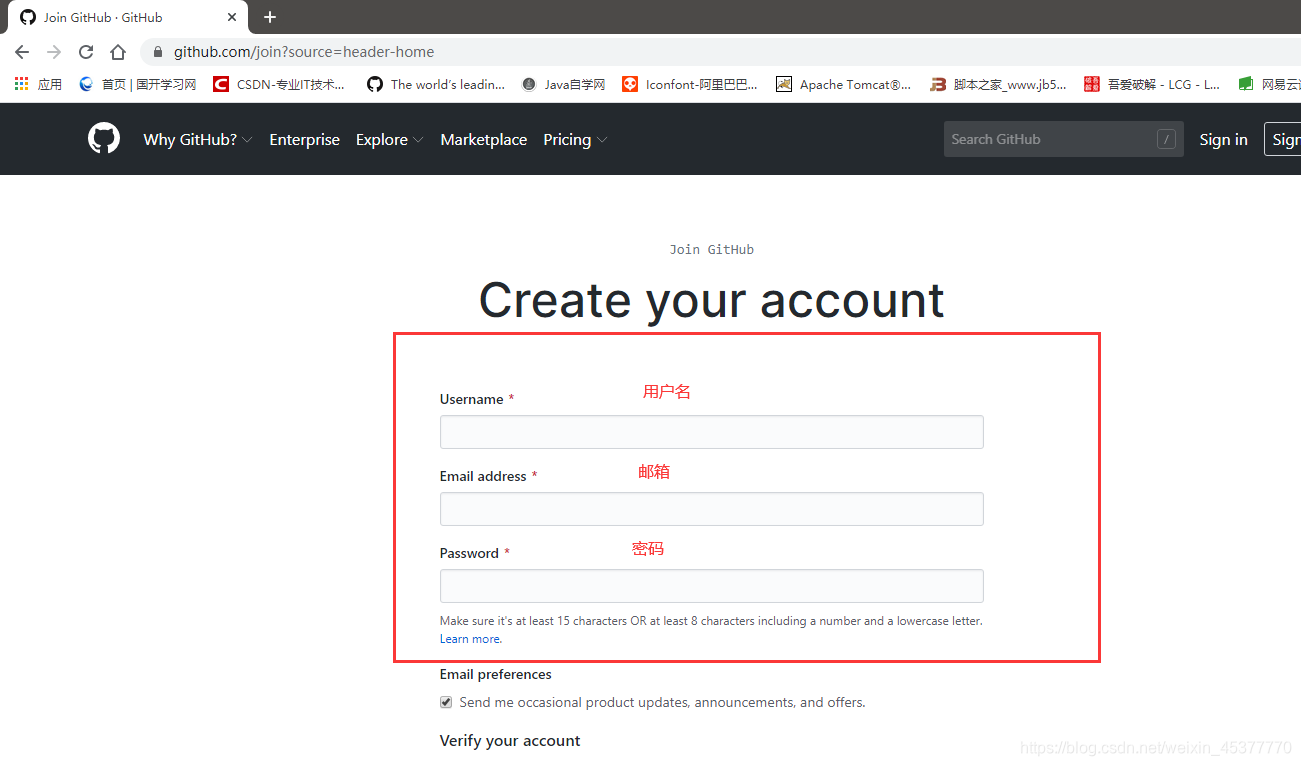 Join GitHub · GitHub
github.com/join?source=header-home
应用 首页 | 国开学习网 CSDN-专业IT技术... The world's leadin... Java自学网 Iconfont-阿里巴巴... Apache Tomcat®... 脚本之家_www.jb5... 吾爱破解 - LCG - L... 网易云
Why GitHub? Enterprise Explore Marketplace Pricing Search GitHub / Sign in Sign
Join GitHub
Create your account
Username * 用户名
Email address * 邮箱
Password * 密码
Make sure it's at least 15 characters OR at least 8 characters including a number and a lowercase letter.
Learn more.
Email preferences
Send me occasional product updates, announcements, and offers.
Verify your account
https://blog.csdn.net/weixin_45377770